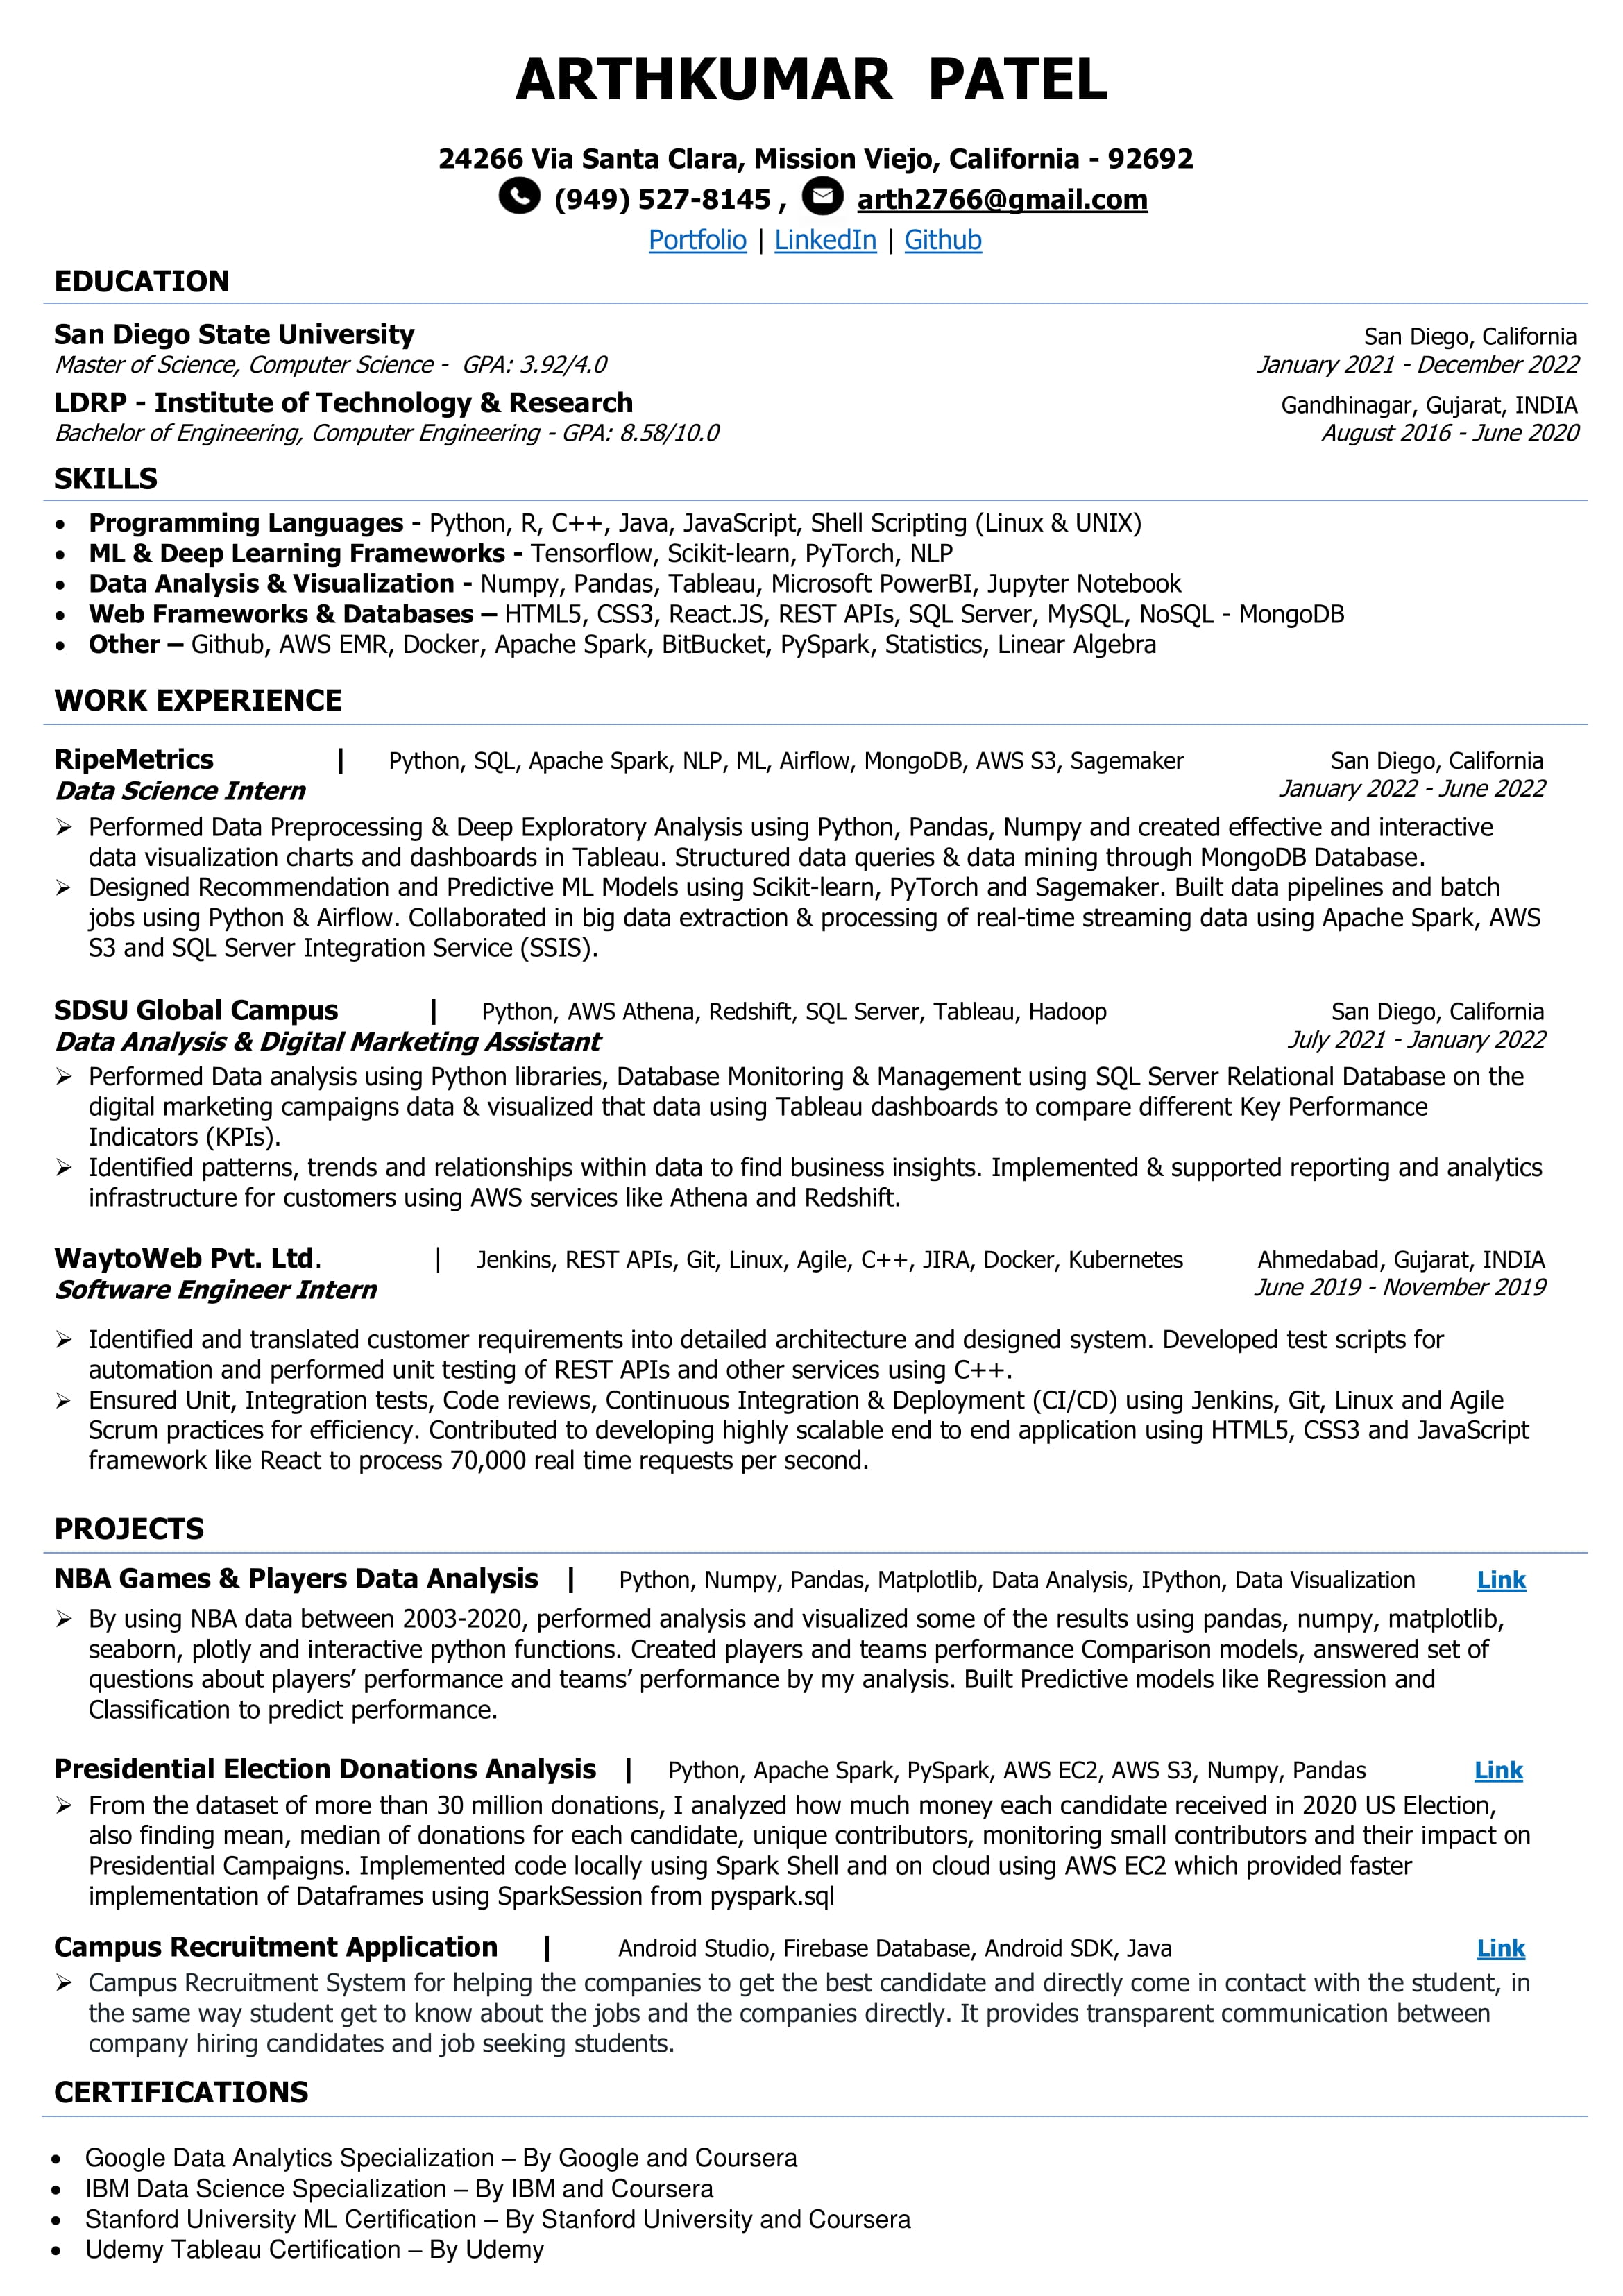 ARTHKUMAR PATEL
24266 Via Santa Clara, Mission Viejo, California - 92692
(949) 527-8145 , arth2766@gmail.com
Portfolio | LinkedIn | Github
EDUCATION
San Diego State University San Diego, California
Master of Science, Computer Science - GPA: 3.92/4.0 January 2021 - December 2022
LDRP - Institute of Technology & Research Gandhinagar, Gujarat, INDIA
Bachelor of Engineering, Computer Engineering - GPA: 8.58/10.0 August 2016 - June 2020
SKILLS
• Programming Languages - Python, R, C++, Java, JavaScript, Shell Scripting (Linux & UNIX)
• ML & Deep Learning Frameworks - Tensorflow, Scikit-learn, PyTorch, NLP
• Data Analysis & Visualization - Numpy, Pandas, Tableau, Microsoft PowerBI, Jupyter Notebook
• Web Frameworks & Databases – HTML5, CSS3, React.JS, REST APIs, SQL Server, MySQL, NoSQL - MongoDB
• Other – Github, AWS EMR, Docker, Apache Spark, BitBucket, PySpark, Statistics, Linear Algebra
WORK EXPERIENCE
RipeMetrics | Python, SQL, Apache Spark, NLP, ML, Airflow, MongoDB, AWS S3, Sagemaker San Diego, California
Data Science Intern January 2022 - June 2022
➢ Performed Data Preprocessing & Deep Exploratory Analysis using Python, Pandas, Numpy and created effective and interactive
data visualization charts and dashboards in Tableau. Structured data queries & data mining through MongoDB Database.
➢ Designed Recommendation and Predictive ML Models using Scikit-learn, PyTorch and Sagemaker. Built data pipelines and batch
jobs using Python & Airflow. Collaborated in big data extraction & processing of real-time streaming data using Apache Spark, AWS
S3 and SQL Server Integration Service (SSIS).
SDSU Global Campus | Python, AWS Athena, Redshift, SQL Server, Tableau, Hadoop San Diego, California
Data Analysis & Digital Marketing Assistant July 2021 - January 2022
➢ Performed Data analysis using Python libraries, Database Monitoring & Management using SQL Server Relational Database on the
digital marketing campaigns data & visualized that data using Tableau dashboards to compare different Key Performance
Indicators (KPIs).
➢ Identified patterns, trends and relationships within data to find business insights. Implemented & supported reporting and analytics
infrastructure for customers using AWS services like Athena and Redshift.
WaytoWeb Pvt. Ltd. | Jenkins, REST APIs, Git, Linux, Agile, C++, JIRA, Docker, Kubernetes Ahmedabad, Gujarat, INDIA
Software Engineer Intern June 2019 - November 2019
➢ Identified and translated customer requirements into detailed architecture and designed system. Developed test scripts for
automation and performed unit testing of REST APIs and other services using C++.
➢ Ensured Unit, Integration tests, Code reviews, Continuous Integration & Deployment (CI/CD) using Jenkins, Git, Linux and Agile
Scrum practices for efficiency. Contributed to developing highly scalable end to end application using HTML5, CSS3 and JavaScript
framework like React to process 70,000 real time requests per second.
PROJECTS
NBA Games & Players Data Analysis | Python, Numpy, Pandas, Matplotlib, Data Analysis, IPython, Data Visualization Link
➢ By using NBA data between 2003-2020, performed analysis and visualized some of the results using pandas, numpy, matplotlib,
seaborn, plotly and interactive python functions. Created players and teams performance Comparison models, answered set of
questions about players’ performance and teams’ performance by my analysis. Built Predictive models like Regression and
Classification to predict performance.
Presidential Election Donations Analysis | Python, Apache Spark, PySpark, AWS EC2, AWS S3, Numpy, Pandas Link
➢ From the dataset of more than 30 million donations, I analyzed how much money each candidate received in 2020 US Election,
also finding mean, median of donations for each candidate, unique contributors, monitoring small contributors and their impact on
Presidential Campaigns. Implemented code locally using Spark Shell and on cloud using AWS EC2 which provided faster
implementation of Dataframes using SparkSession from pyspark.sql
Campus Recruitment Application | Android Studio, Firebase Database, Android SDK, Java Link
➢ Campus Recruitment System for helping the companies to get the best candidate and directly come in contact with the student, in
the same way student get to know about the jobs and the companies directly. It provides transparent communication between
company hiring candidates and job seeking students.
CERTIFICATIONS
• Google Data Analytics Specialization – By Google and Coursera
• IBM Data Science Specialization – By IBM and Coursera
• Stanford University ML Certification – By Stanford University and Coursera
• Udemy Tableau Certification – By Udemy